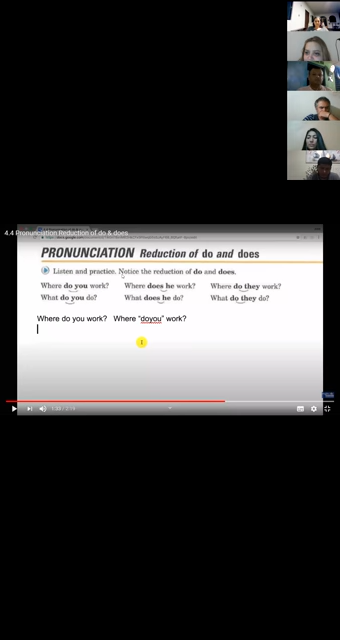 4.4 Pronunciation Reduction of do & does
PRONUNCIATION Reduction of do and does
Listen and practice. Notice the reduction of do and does.
Where do you work? Where does he work? Where do they work?
What do you do? What does he do? What do they do?
Where do you work? Where "doyou" work?